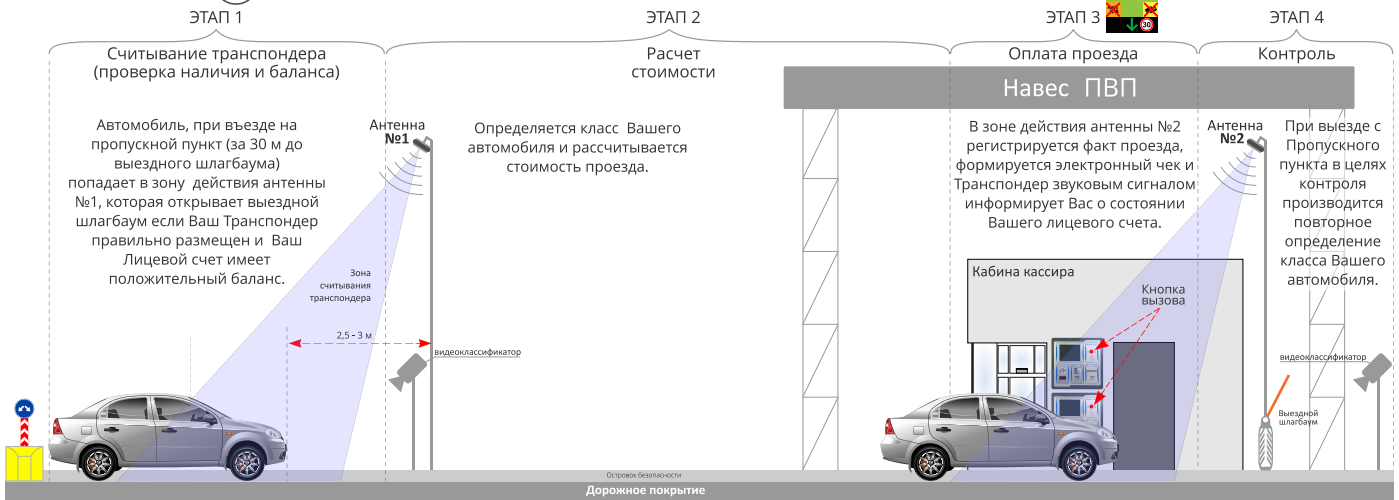 ЭТАП 1
Считывание транспондера
(проверка наличия и баланса)
Автомобиль, при въезде на
пропускной пункт (за 30 м до
выездного шлагбаума)
попадает в зону действия антенны
№1, которая открывает выездной
шлагбаум если Ваш Транспондер
правильно размещен и Ваш
Лицевой счет имеет
положительный баланс.
Антенна
№1
Зона
считывания
транспондера
2,5 - 3 м
видеоклассификатор
ЭТАП 2
Расчет
стоимости
Определяется класс Вашего
автомобиля и рассчитывается
стоимость проезда.
ЭТАП 3
30
Оплата проезда
Навес ПВП
В зоне действия антенны №2
регистрируется факт проезда,
формируется электронный чек и
Транспондер звуковым сигналом
информирует Вас о состоянии
Вашего лицевого счета.
Кабина кассира
Кнопка
вызова
Антенна
№2
ЭТАП 4
Контроль
При выезде с
Пропускного
пункта в целях
контроля
производится
повторное
определение
класса Вашего
автомобиля.
видеоклассификатор
Выездной
шлагбаум
Островок безопасности
Дорожное покрытие